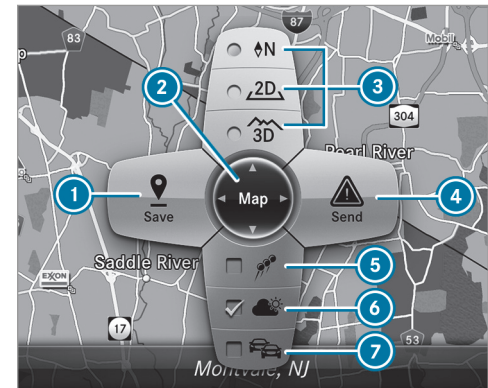 87
83
Mobil
N
2D
3
2
3D
304
Pearl River
1
Save
Map
Send
4
Saddle River
5
EXXON
6
17
53
7
Montvale, NJ